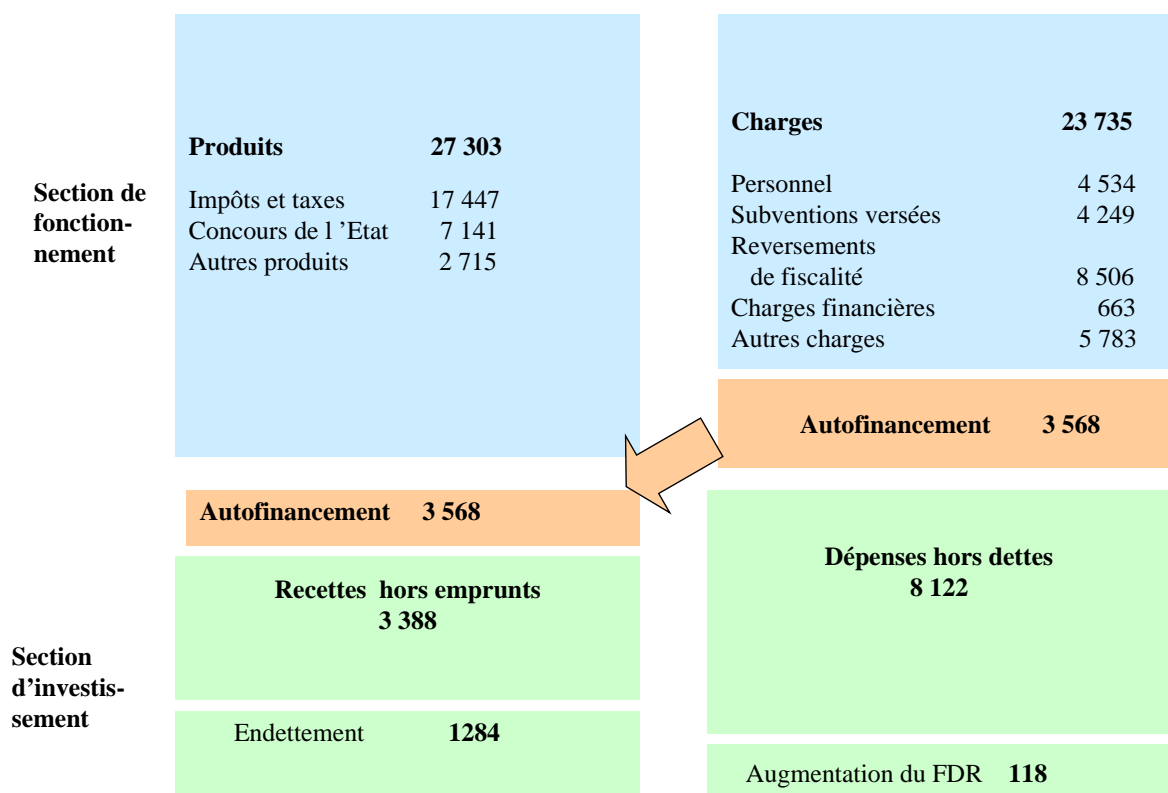 Section de
fonction-
nement
Produits 27 303
Impôts et taxes 17 447
Concours de l ’Etat 7 141
Autres produits 2 715
Charges 23 735
Personnel 4 534
Subventions versées 4 249
Reversements
de fiscalité 8 506
Charges financières 663
Autres charges 5 783
Autofinancement 3 568
Autofinancement 3 568
Section
d’investis-
sement
Recettes hors emprunts
3 388
Endettement 1284
Dépenses hors dettes
8 122
Augmentation du FDR 118